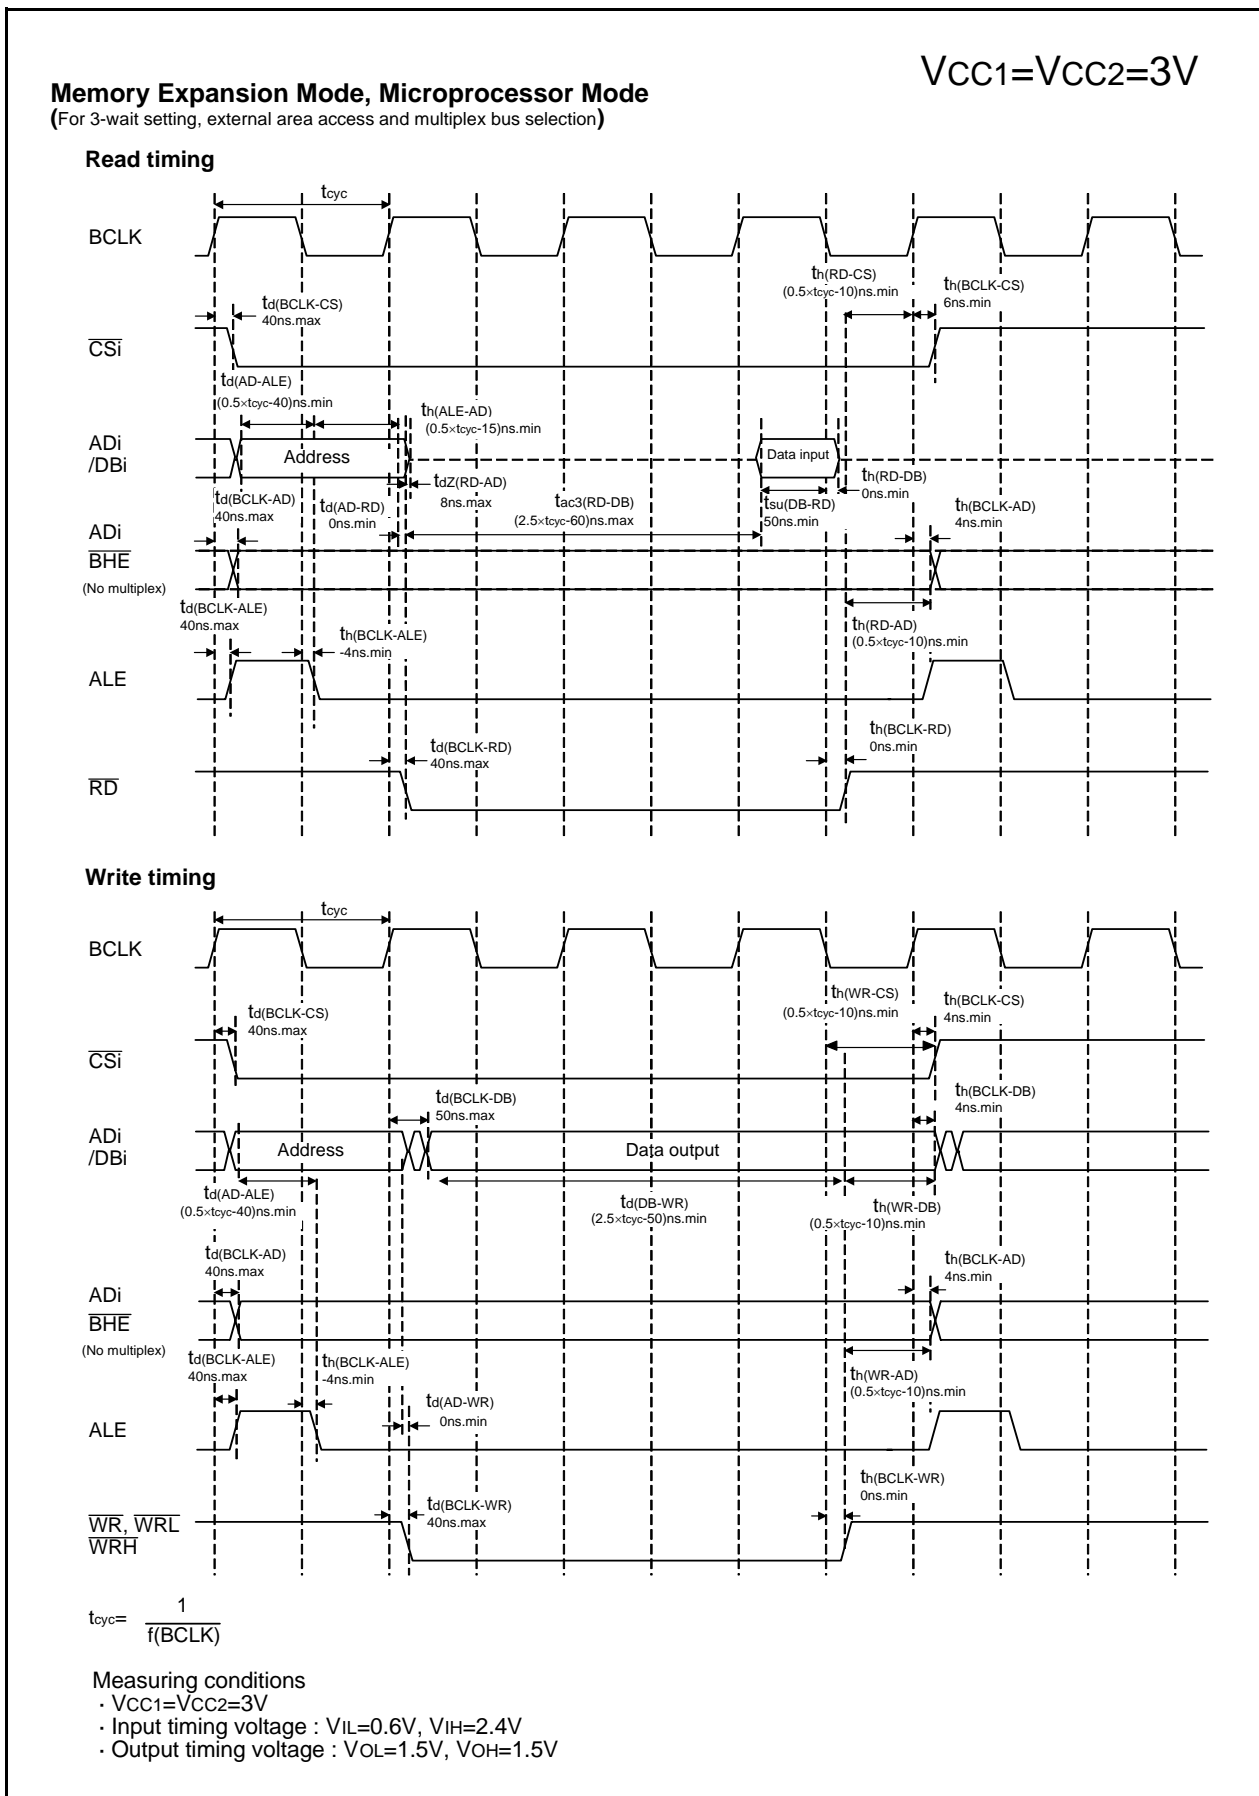 VCC1=VCC2=3V
Memory Expansion Mode, Microprocessor Mode
(For 3-wait setting, external area access and multiplex bus selection)
Read timing
tcyc
BCLK
th(RD-CS)
(0.5×tcyc-10)ns.min
th(BCLK-CS)
6ns.min
td(BCLK-CS)
40ns.max
CSi
td(AD-ALE)
(0.5×tcyc-40)ns.min
th(ALE-AD)
(0.5×tcyc-15)ns.min
ADi
/DBi
Address
Data input
tdZ(RD-AD)
8ns.max
th(RD-DB)
0ns.min
td(BCLK-AD)
40ns.max
td(AD-RD)
0ns.min
tac3(RD-DB)
(2.5×tcyc-60)ns.max
tsu(DB-RD)
50ns.min
th(BCLK-AD)
4ns.min
ADi
BHE
(No multiplex)
td(BCLK-ALE)
40ns.max
th(BCLK-ALE)
-4ns.min
th(RD-AD)
(0.5×tcyc-10)ns.min
ALE
td(BCLK-RD)
40ns.max
th(BCLK-RD)
0ns.min
RD
Write timing
tcyc
BCLK
th(WR-CS)
(0.5×tcyc-10)ns.min
th(BCLK-CS)
4ns.min
td(BCLK-CS)
40ns.max
CSi
td(BCLK-DB)
50ns.max
th(BCLK-DB)
4ns.min
ADi
/DBi
Address
Data output
td(AD-ALE)
(0.5×tcyc-40)ns.min
td(DB-WR)
(2.5×tcyc-50)ns.min
th(WR-DB)
(0.5×tcyc-10)ns.min
td(BCLK-AD)
40ns.max
th(BCLK-AD)
4ns.min
ADi
BHE
(No multiplex)
td(BCLK-ALE)
40ns.max
th(BCLK-ALE)
-4ns.min
th(WR-AD)
(0.5×tcyc-10)ns.min
td(AD-WR)
0ns.min
ALE
td(BCLK-WR)
40ns.max
th(BCLK-WR)
0ns.min
WR, WRL
WRH
tcyc= 1
f(BCLK)
Measuring conditions
· VCC1=VCC2=3V
· Input timing voltage : VIL=0.6V, VIH=2.4V
· Output timing voltage : VOL=1.5V, VOH=1.5V